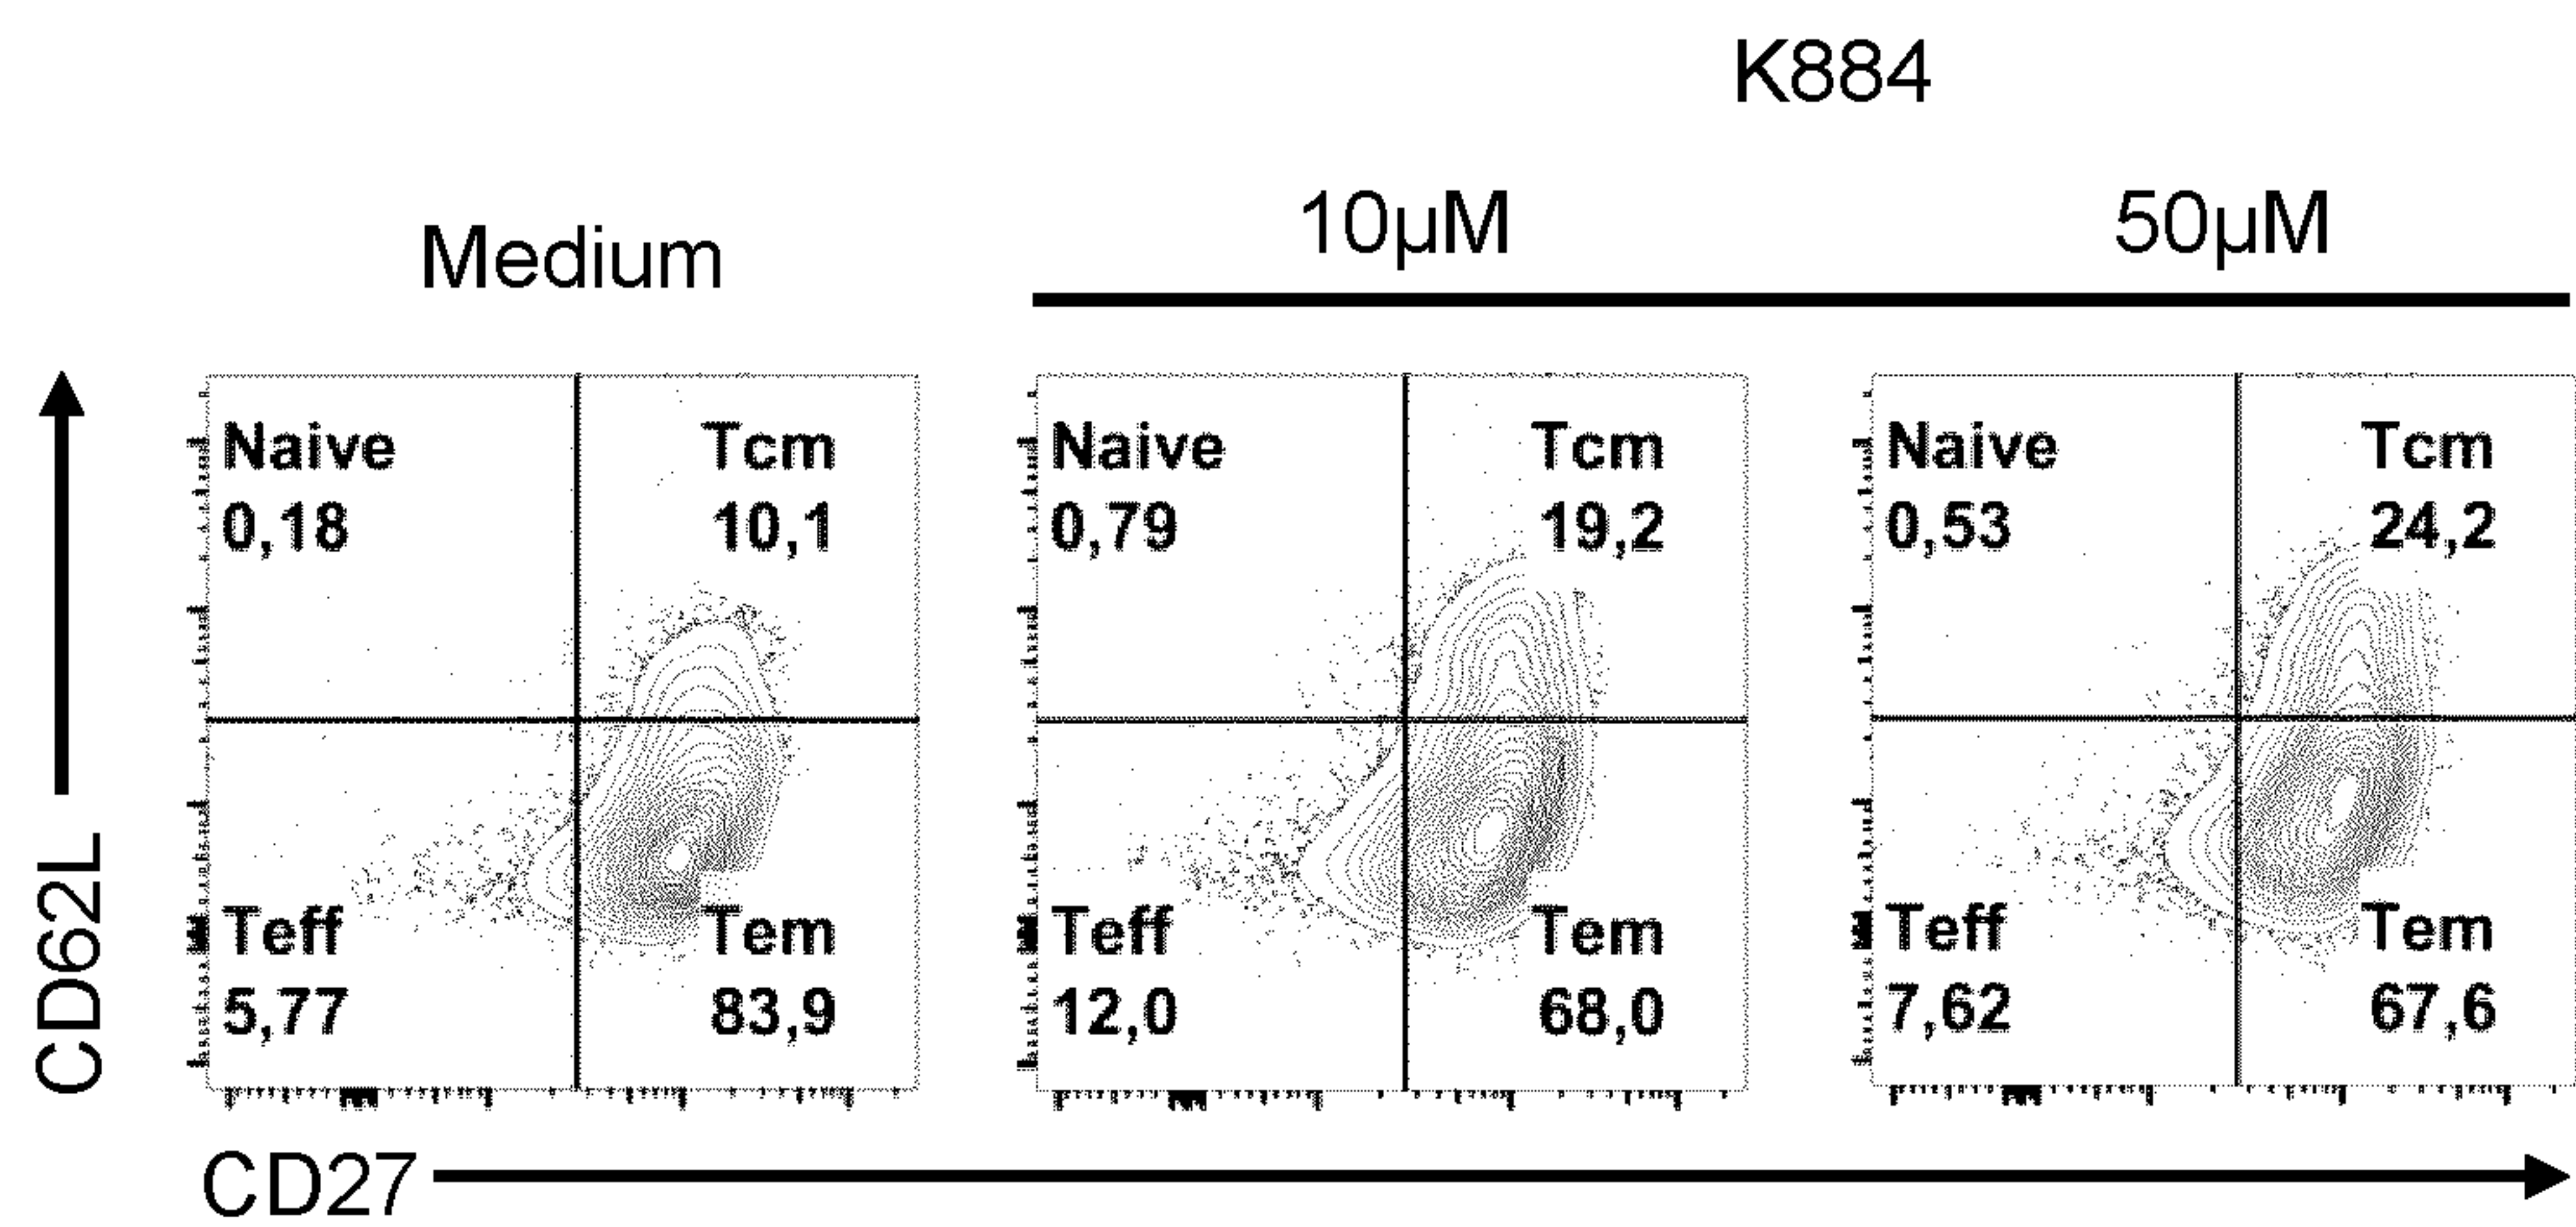 K884
Medium
10µM
50µM
Naive
0,18
Tcm
10,1
Teff
5,77
Tem
83,9
Naive
0,79
Tcm
19,2
Teff
12,0
Tem
68,0
Naive
0,53
Tcm
24,2
Teff
7,62
Tem
67,6
CD62L
CD27